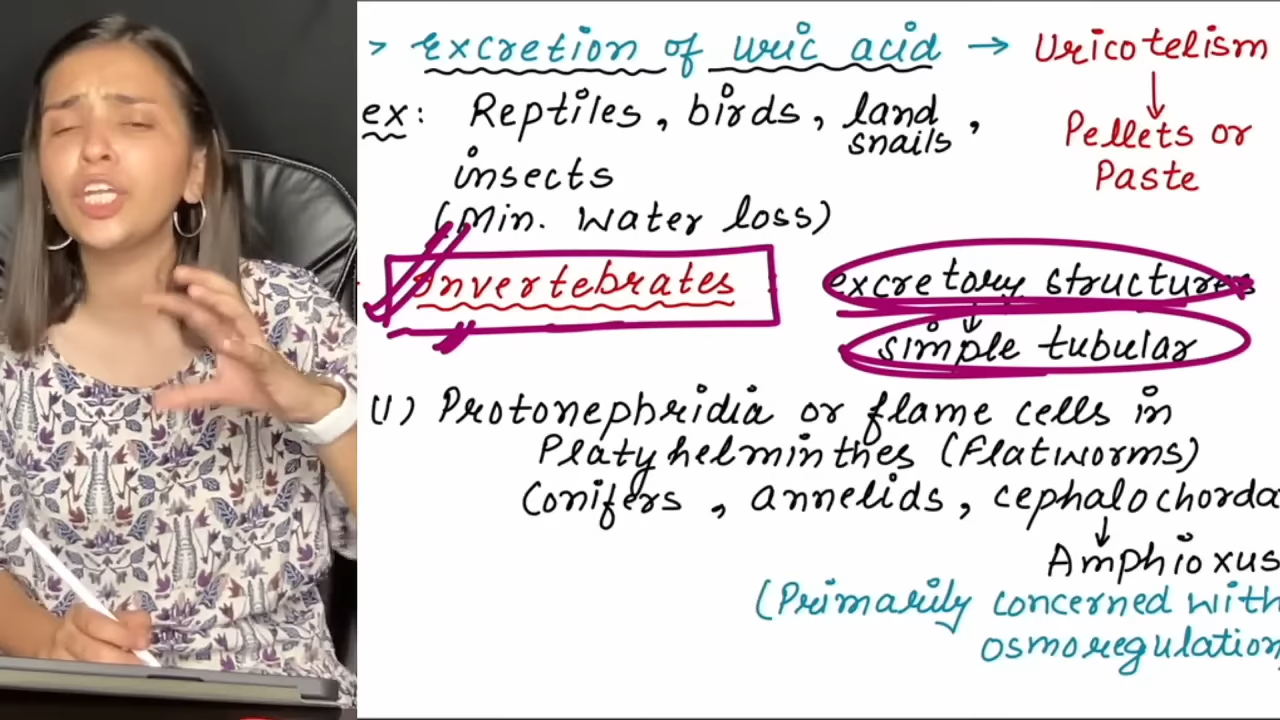 > excretion of uric acid → Uricotelism
↓
ex: Reptiles, birds, land snails,
Pellets or
Paste
insects
(Min. water loss)
Invertebrates
excretory structures
↓
simple tubular
(1) Protonephridia or flame cells in
Platyhelminthes (Flatworms)
Conifers, annelids, cephalochorda
↓
Amphioxus
(Primarily concerned with
osmoregulation